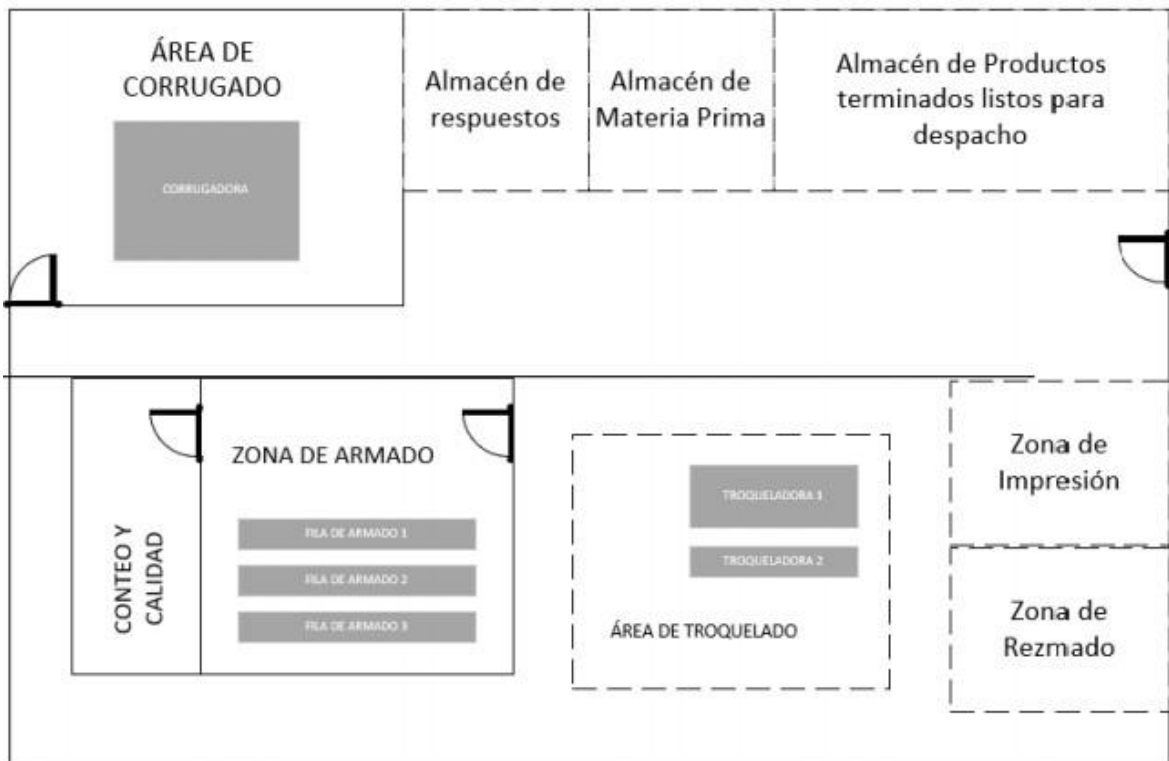 ÁREA DE
CORRUGADO
CORRUGADORA
Almacén de
respuestos
Almacén de
Materia Prima
Almacén de Productos
terminados listos para
despacho
CONTEO Y
CALIDAD
ZONA DE ARMADO
FILA DE ARMADO 1
FILA DE ARMADO 2
FILA DE ARMADO 3
TROQUELADORA 1
TROQUELADORA 2
ÁREA DE TROQUELADO
Zona de
Impresión
Zona de
Rezmado